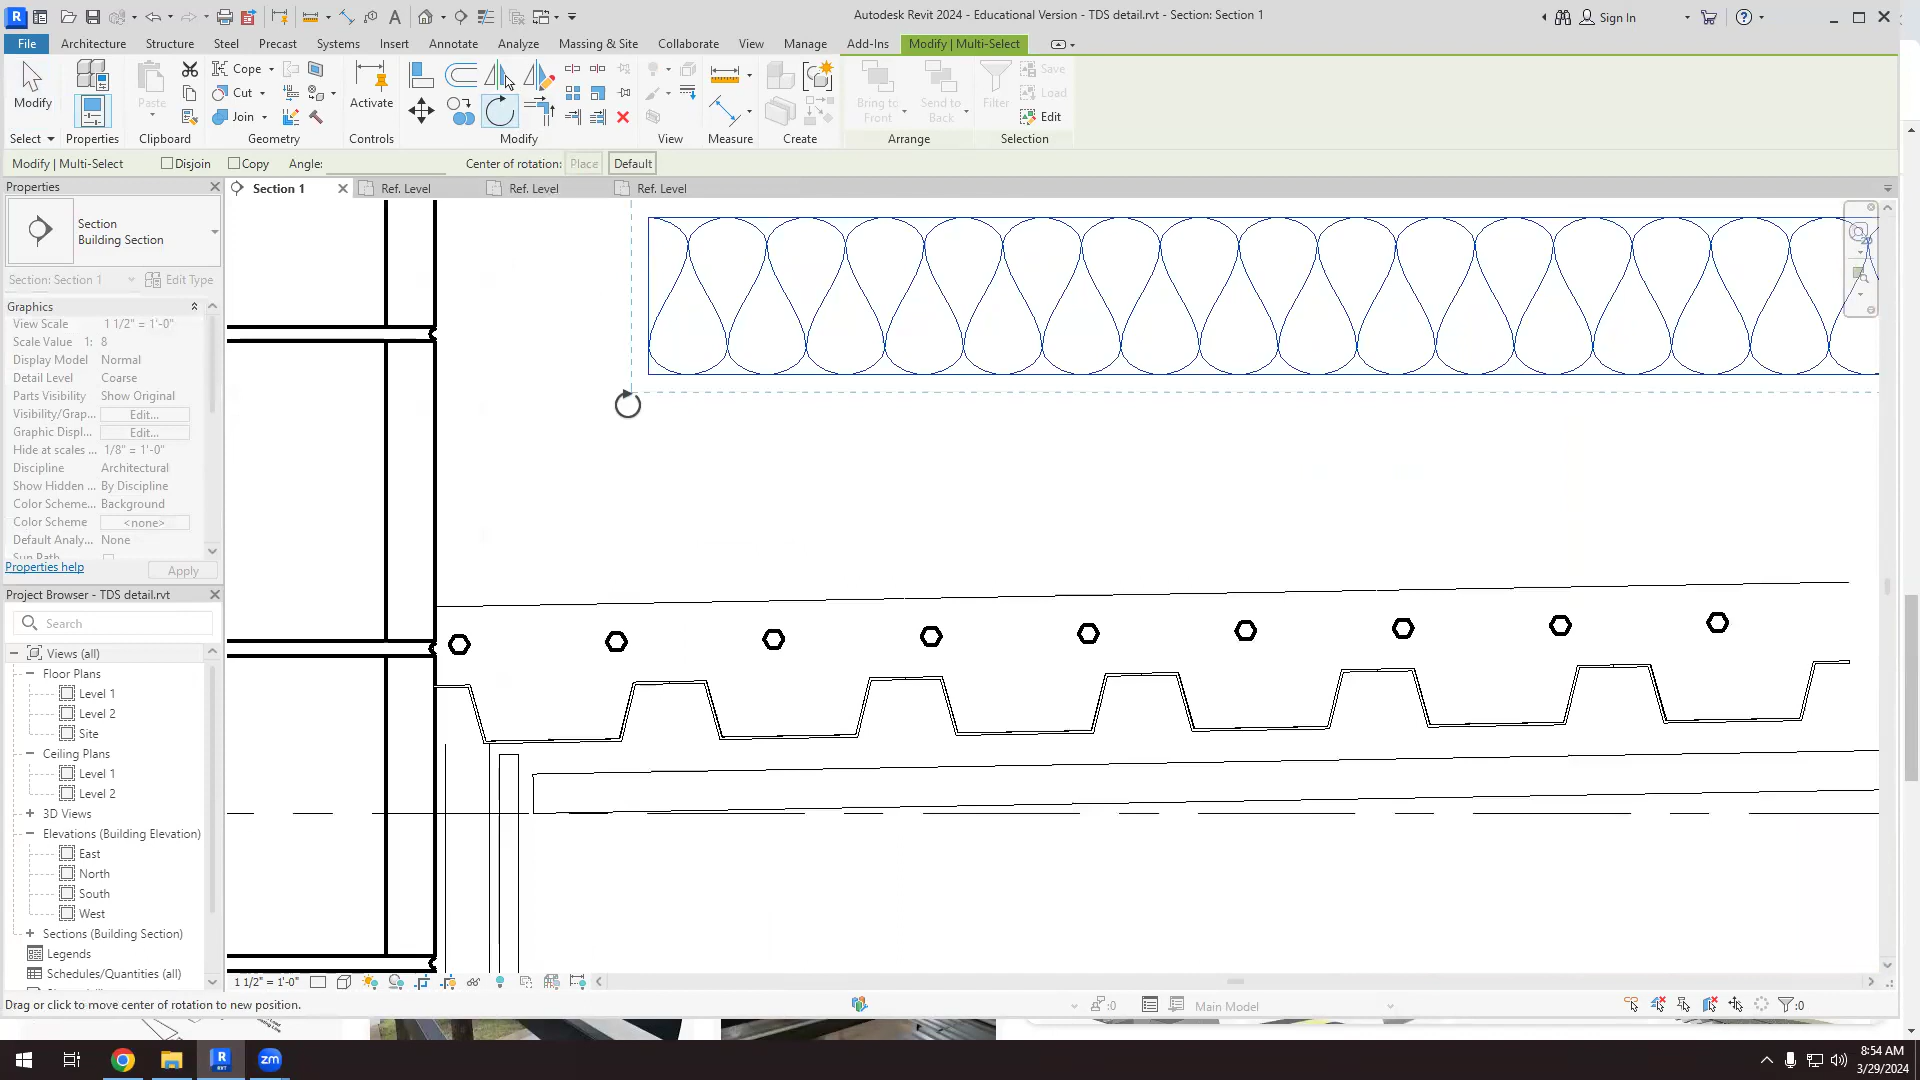 Autodesk Revit 2024 - Educational Version - TDS detail.rvt - Section: Section 1
Sign In
File Architecture Structure Steel Precast Systems Insert Annotate Analyze Massing & Site Collaborate View Manage Add-Ins Modify | Multi-Select
Modify
Paste
Cope
Cut
Join
Activate
Bring to Front
Send to Back
Filter
Save
Load
Edit
Select Properties Clipboard Geometry Controls Modify View Measure Create Arrange Selection
Modify | Multi-Select Disjoin Copy Angle: Center of rotation: Place Default
Properties
Section 1 Ref. Level Ref. Level Ref. Level
Section
Building Section
Section: Section 1 Edit Type
Graphics
View Scale 1 1/2" = 1'-0"
Scale Value 1: 8
Display Model Normal
Detail Level Coarse
Parts Visibility Show Original
Visibility/Grap... Edit...
Graphic Displ... Edit...
Hide at scales ... 1/8" = 1'-0"
Discipline Architectural
Show Hidden ... By Discipline
Color Scheme... Background
Color Scheme <none>
Default Analy... None
Sun Path
Properties help Apply
Project Browser - TDS detail.rvt
Search
Views (all)
Floor Plans
Level 1
Level 2
Site
Ceiling Plans
Level 1
Level 2
3D Views
Elevations (Building Elevation)
East
North
South
West
Sections (Building Section)
Legends
Schedules/Quantities (all)
1 1/2" = 1'-0"
Drag or click to move center of rotation to new position.
:0
Main Model
:0
8:54 AM
3/29/2024